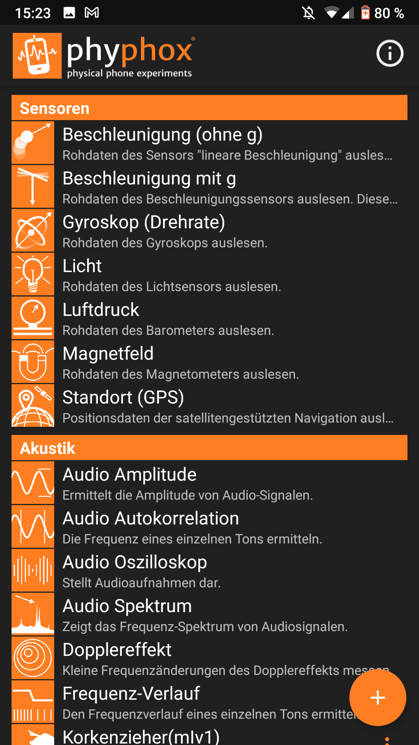 15:23
80 %
phyphox®
physical phone experiments
Sensoren
Beschleunigung (ohne g)
Rohdaten des Sensors "lineare Beschleunigung" ausles…
Beschleunigung mit g
Rohdaten des Beschleunigungssensors auslesen. Diese…
Gyroskop (Drehrate)
Rohdaten des Gyroskops auslesen.
Licht
Rohdaten des Lichtsensors auslesen.
Luftdruck
Rohdaten des Barometers auslesen.
Magnetfeld
Rohdaten des Magnetometers auslesen.
Standort (GPS)
Positionsdaten der satellitengestützten Navigation ausl…
Akustik
Audio Amplitude
Ermittelt die Amplitude von Audio-Signalen.
Audio Autokorrelation
Die Frequenz eines einzelnen Tons ermitteln.
Audio Oszilloskop
Stellt Audioaufnahmen dar.
Audio Spektrum
Zeigt das Frequenz-Spektrum von Audiosignalen.
Dopplereffekt
Kleine Frequenzänderungen des Dopplereffekts messen
Frequenz-Verlauf
Den Frequenzverlauf eines einzelnen Tons
Korkenzieher(mIv1)